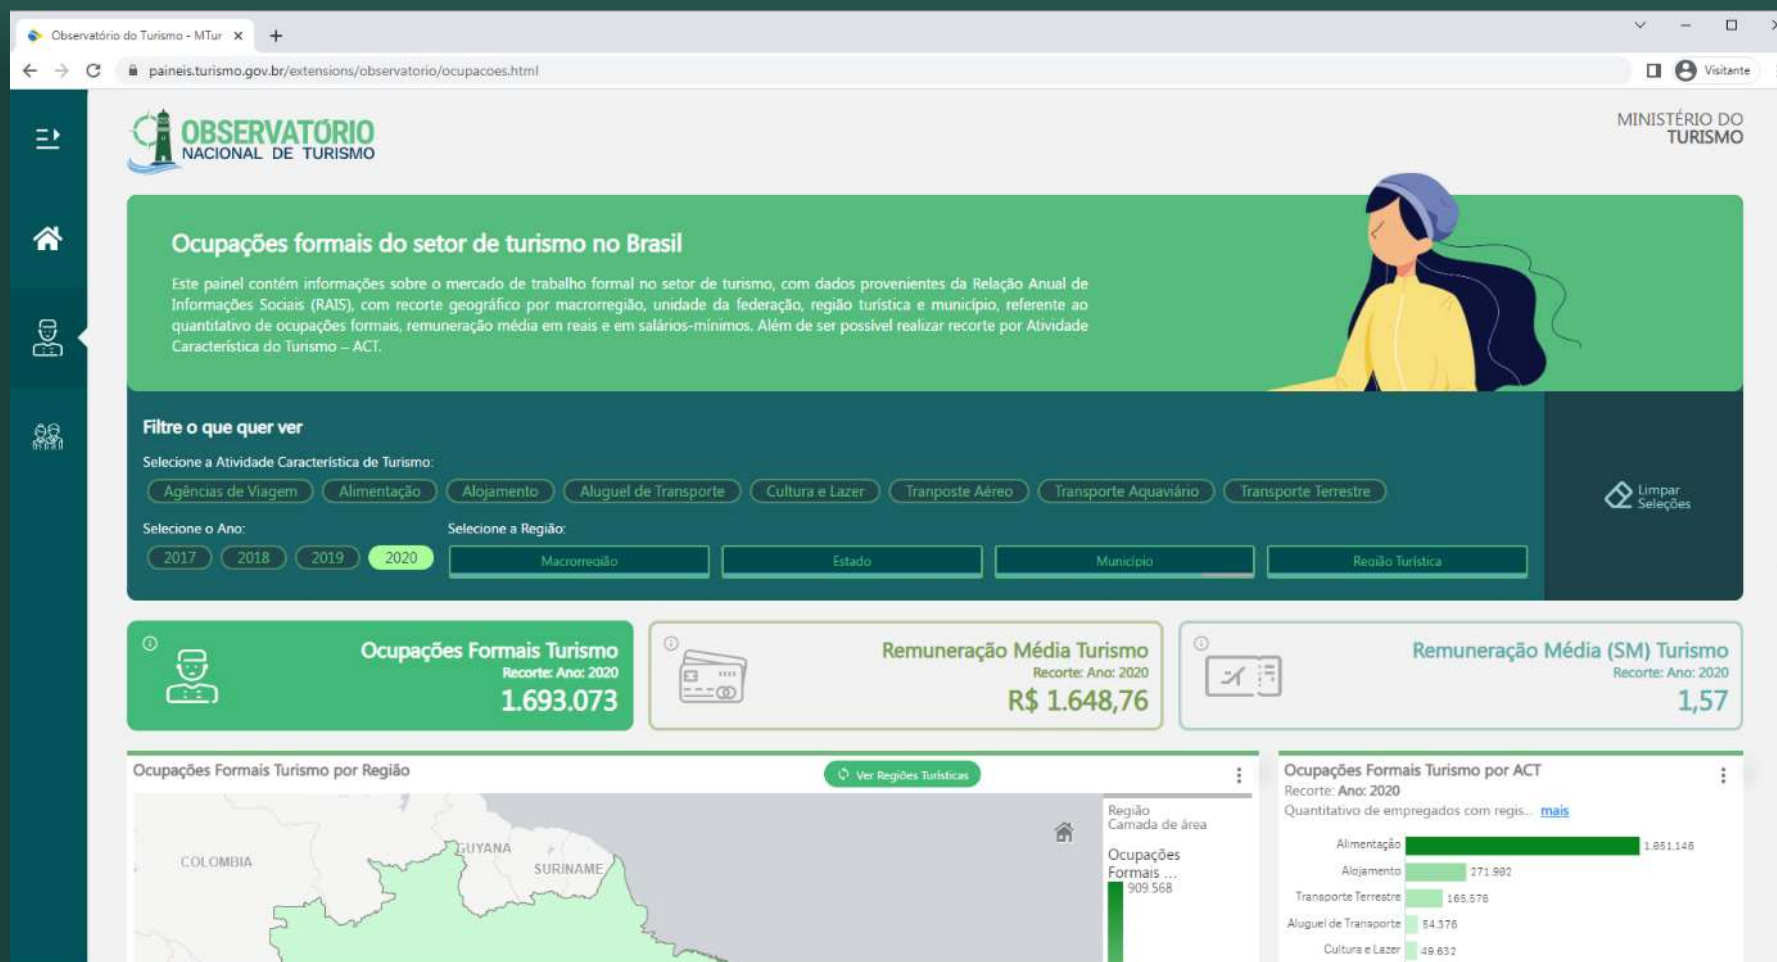 Observatório do Turismo - MTur
paineis.turismo.gov.br/extensions/observatorio/ocupacoes.html
Visitante
OBSERVATÓRIO
NACIONAL DE TURISMO
MINISTÉRIO DO
TURISMO
Ocupações formais do setor de turismo no Brasil
Este painel contém informações sobre o mercado de trabalho formal no setor de turismo, com dados provenientes da Relação Anual de
Informações Sociais (RAIS), com recorte geográfico por macrorregião, unidade da federação, região turística e município, referente ao
quantitativo de ocupações formais, remuneração média em reais e em salários-mínimos. Além de ser possível realizar recorte por Atividade
Característica do Turismo – ACT.
Filtre o que quer ver
Selecione a Atividade Característica de Turismo:
Agências de Viagem Alimentação Alojamento Aluguel de Transporte Cultura e Lazer Tranposte Aéreo Transporte Aquaviário Transporte Terrestre
Limpar
Seleções
Selecione o Ano: Selecione a Região:
2017 2018 2019 2020 Macrorregião Estado Município Região Turística
Ocupações Formais Turismo
Recorte: Ano: 2020
1.693.073
Remuneração Média Turismo
Recorte: Ano: 2020
R$ 1.648,76
Remuneração Média (SM) Turismo
Recorte: Ano: 2020
1,57
Ocupações Formais Turismo por Região
Ver Regiões Turísticas
COLOMBIA
GUYANA
SURINAME
Região
Camada de área
Ocupações
Formais ...
909.568
Ocupações Formais Turismo por ACT
Recorte: Ano: 2020
Quantitativo de empregados com regis... mais
Alimentação 1.051.146
Alojamento 271.982
Transporte Terrestre 165.576
Aluguel de Transporte 54.376
Cultura e Lazer 49.632